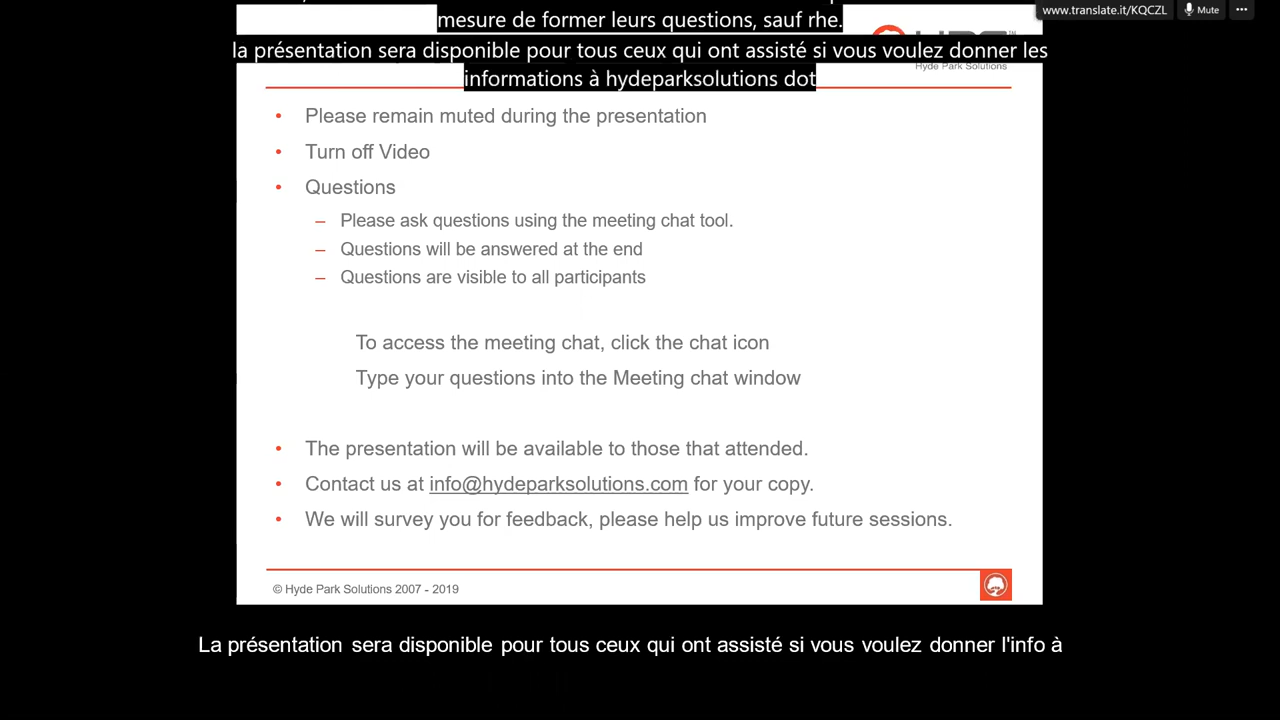 www.translate.it/KQCZL Mute
mesure de former leurs questions, sauf rhe.
la présentation sera disponible pour tous ceux qui ont assisté si vous voulez donner les
informations à hydeparksolutions dot
Hyde Park Solutions
• Please remain muted during the presentation
• Turn off Video
• Questions
– Please ask questions using the meeting chat tool.
– Questions will be answered at the end
– Questions are visible to all participants
To access the meeting chat, click the chat icon
Type your questions into the Meeting chat window
• The presentation will be available to those that attended.
• Contact us at info@hydeparksolutions.com for your copy.
• We will survey you for feedback, please help us improve future sessions.
© Hyde Park Solutions 2007 - 2019
La présentation sera disponible pour tous ceux qui ont assisté si vous voulez donner l'info à